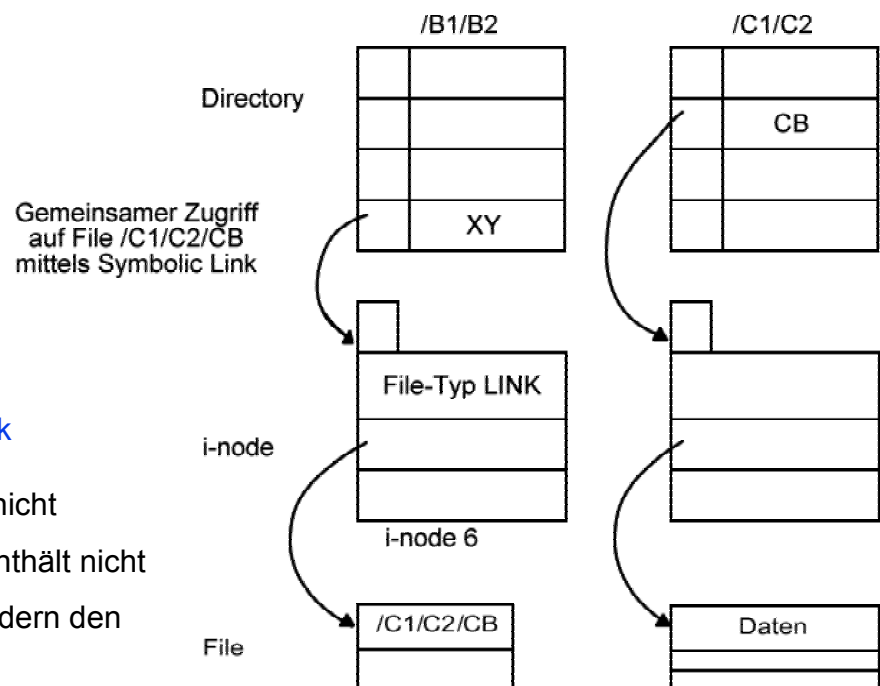 /B1/B2
/C1/C2
Directory
CB
Gemeinsamer Zugriff
auf File /C1/C2/CB
mittels Symbolic Link
XY
File-Typ LINK
k
i-node
nicht
nthält nicht
i-node 6
dern den
File
/C1/C2/CB
Daten